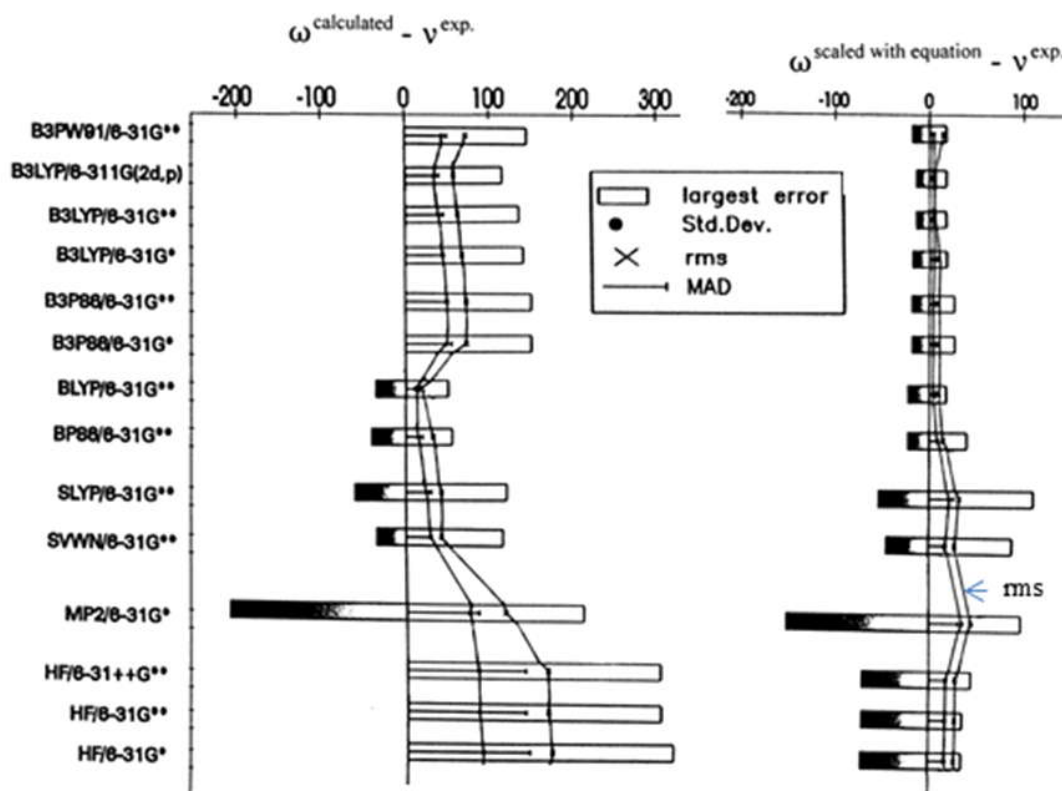 ω calculated - ν exp.
ω scaled with equation - ν exp.
-200 -100 0 100 200 300
-200 -100 0 100
B3PW91/6-31G**
B3LYP/6-311G(2d,p)
B3LYP/6-31G**
B3LYP/6-31G*
B3P86/6-31G**
B3P86/6-31G*
BLYP/6-31G**
BP86/6-31G**
SLYP/6-31G**
SVWN/6-31G**
MP2/6-31G*
HF/6-31++G**
HF/6-31G**
HF/6-31G*
largest error
Std.Dev.
rms
MAD
rms